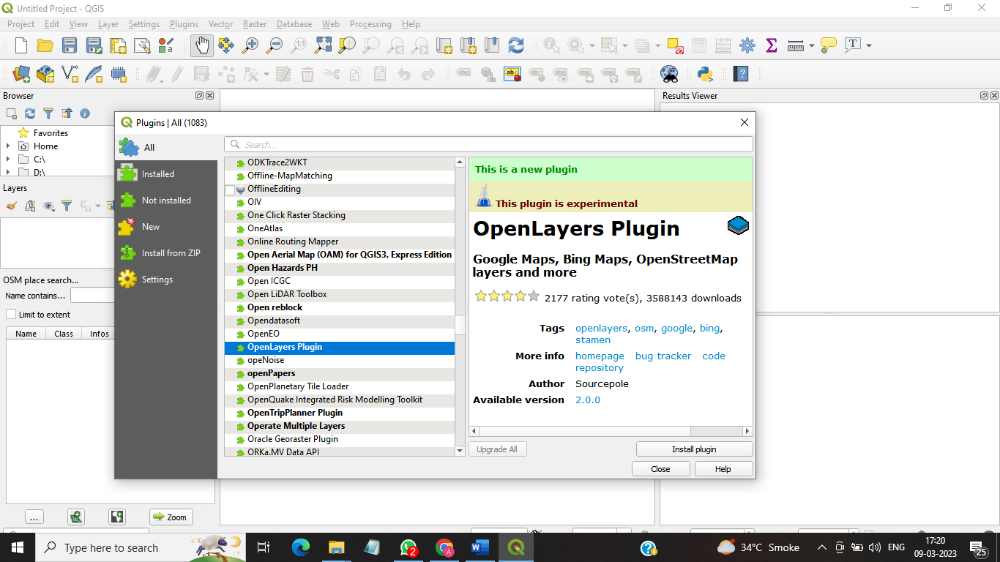 Untitled Project - QGIS
Project Edit View Layer Settings Plugins Vector Raster Database Web Processing Help
Browser
Results Viewer
Favorites
Home
C:\
D:\
Layers
OSM place search...
Name contains...
Limit to extent
Name Class Infos
...
Zoom
Plugins | All (1083)
All
Installed
Not installed
New
Install from ZIP
Settings
Search...
ODKTrace2WKT
Offline-MapMatching
OfflineEditing
OIV
One Click Raster Stacking
OneAtlas
Online Routing Mapper
Open Aerial Map (OAM) for QGIS3, Express Edition
Open Hazards PH
Open ICGC
Open LiDAR Toolbox
Open reblock
Opendatasoft
OpenEO
OpenLayers Plugin
opeNoise
openPapers
OpenPlanetary Tile Loader
OpenQuake Integrated Risk Modelling Toolkit
OpenTripPlanner Plugin
Operate Multiple Layers
Oracle Georaster Plugin
ORKa.MV Data API
This is a new plugin
This plugin is experimental
OpenLayers Plugin
Google Maps, Bing Maps, OpenStreetMap
layers and more
2177 rating vote(s), 3588143 downloads
Tags openlayers, osm, google, bing,
stamen
More info homepage bug tracker code
repository
Author Sourcepole
Available version 2.0.0
Upgrade All
Install plugin
Close
Help
Type here to search
2
34°C Smoke
ENG
17:20
09-03-2023
25